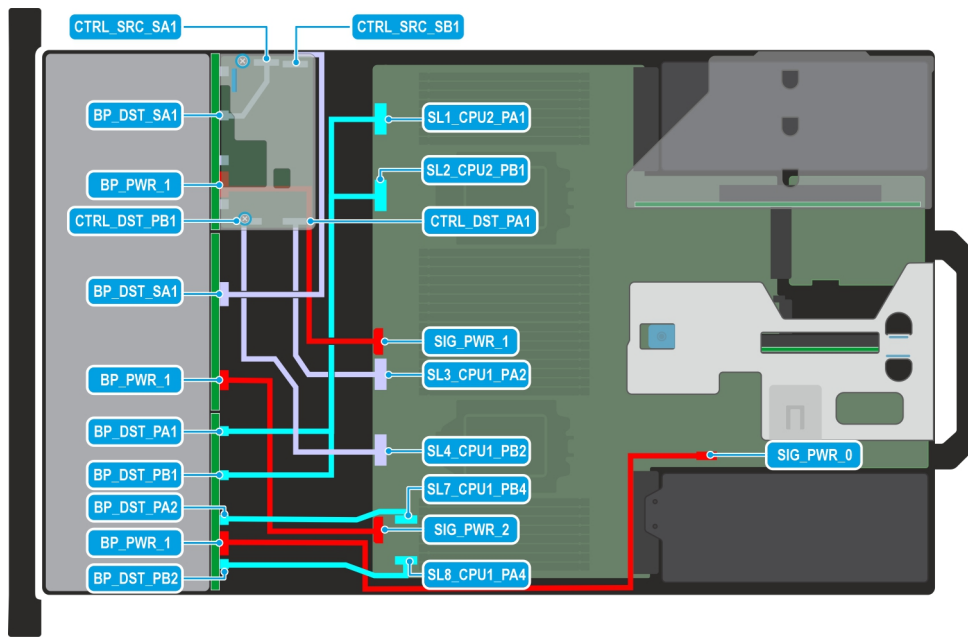 CTRL_SRC_SA1
CTRL_SRC_SB1
BP_DST_SA1
SL1_CPU2_PA1
SL2_CPU2_PB1
BP_PWR_1
CTRL_DST_PB1
CTRL_DST_PA1
BP_DST_SA1
SIG_PWR_1
SL3_CPU1_PA2
BP_PWR_1
BP_DST_PA1
SL4_CPU1_PB2
SIG_PWR_0
BP_DST_PB1
SL7_CPU1_PB4
BP_DST_PA2
SIG_PWR_2
BP_PWR_1
SL8_CPU1_PA4
BP_DST_PB2